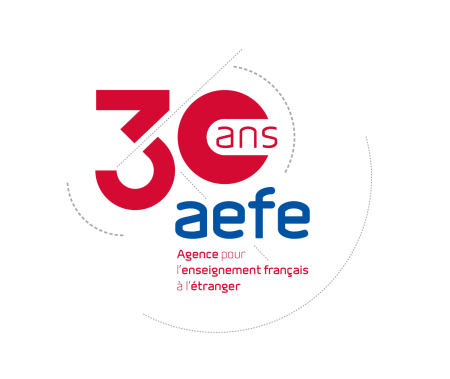 30
ans
aefe
Agence pour
l'enseignement français
à l'étranger